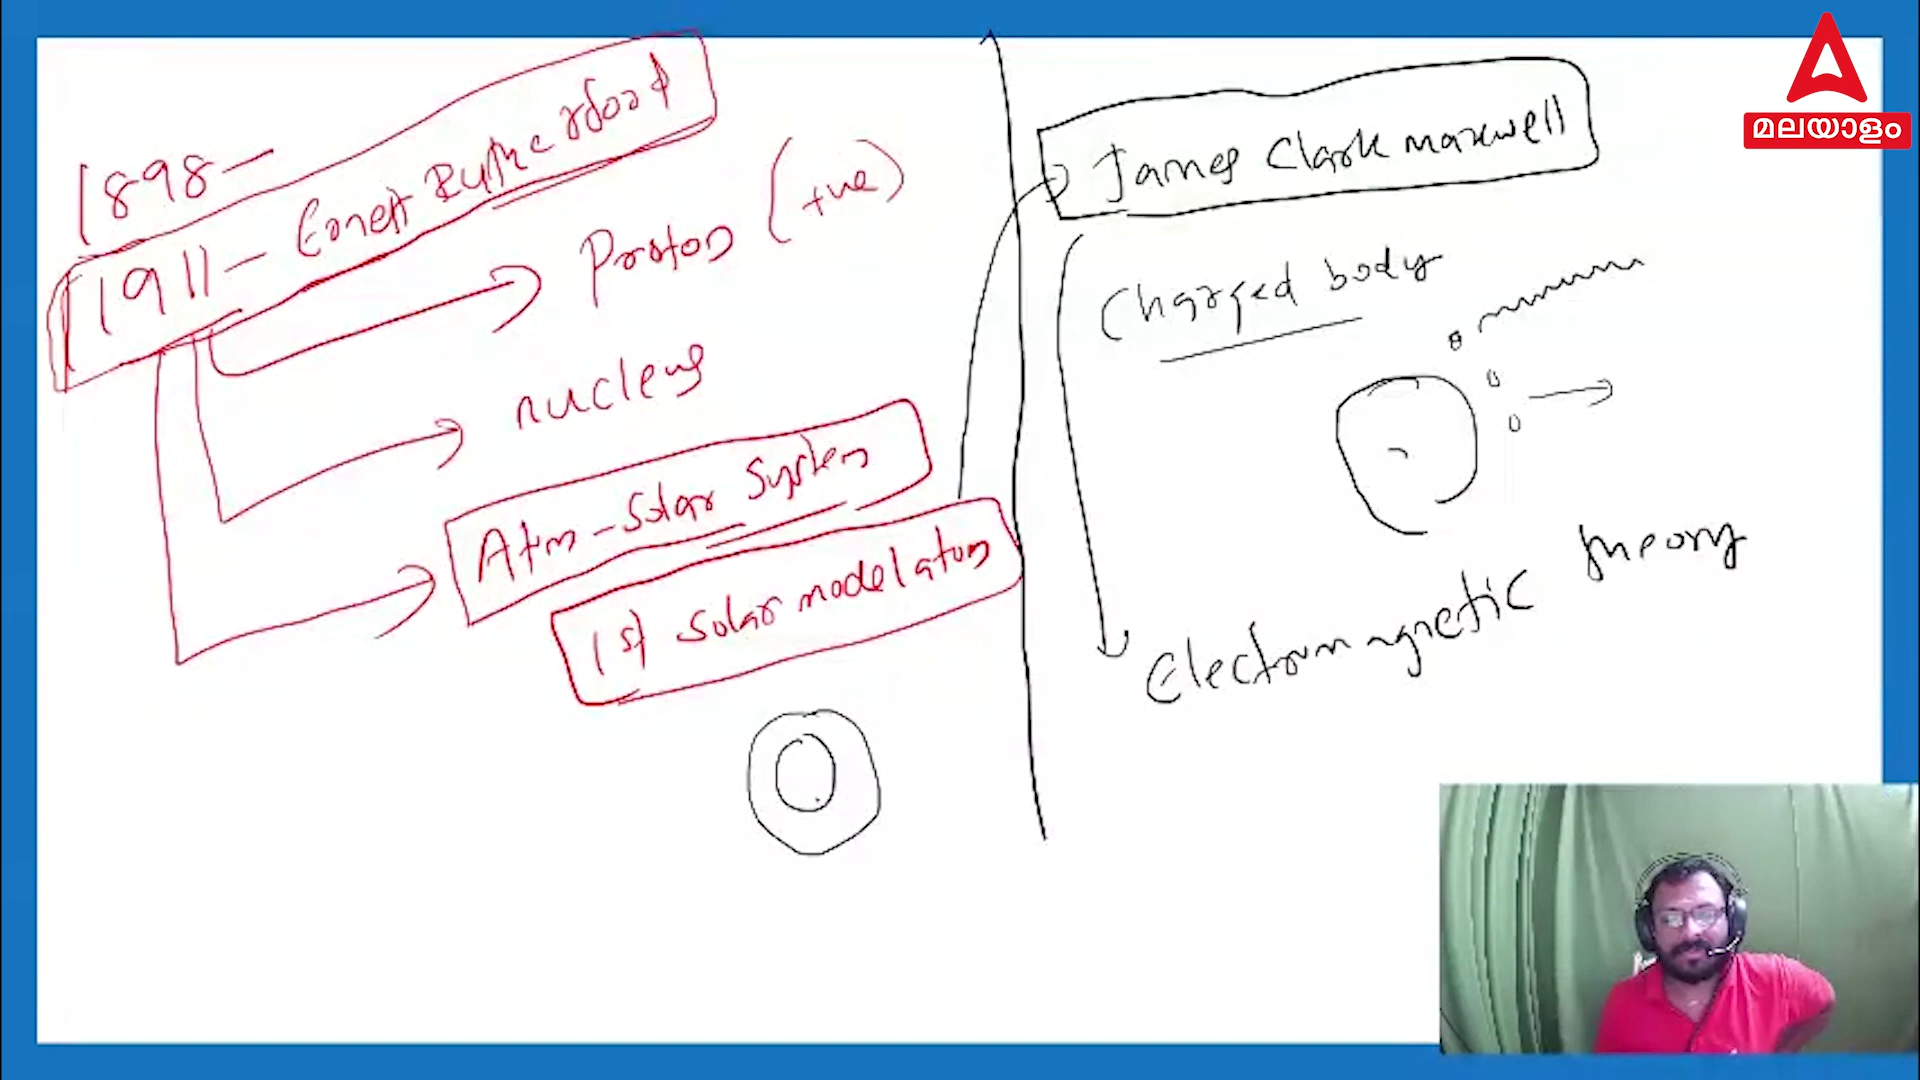 1898-
1911- Ernest Rutherford
Proton (+ve)
nucleus
Atm-Solar System
1st Solar model atom
James Clark maxwell
Charged body
Electromagnetic theory
A
മലയാളം